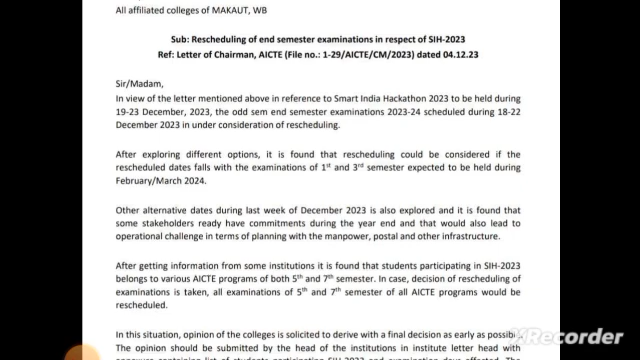 All affiliated colleges of MAKAUT, WB
Sub: Rescheduling of end semester examinations in respect of SIH-2023
Ref: Letter of Chairman, AICTE (File no.: 1-29/AICTE/CM/2023) dated 04.12.23
Sir/Madam,
In view of the letter mentioned above in reference to Smart India Hackathon 2023 to be held during
19-23 December, 2023, the odd sem end semester examinations 2023-24 scheduled during 18-22
December 2023 in under consideration of rescheduling.
After exploring different options, it is found that rescheduling could be considered if the
rescheduled dates falls with the examinations of 1st and 3rd semester expected to be held during
February/March 2024.
Other alternative dates during last week of December 2023 is also explored and it is found that
some stakeholders ready have commitments during the year end and that would also lead to
operational challenge in terms of planning with the manpower, postal and other infrastructure.
After getting information from some institutions it is found that students participating in SIH-2023
belongs to various AICTE programs of both 5th and 7th semester. In case, decision of rescheduling of
examinations is taken, all examinations of 5th and 7th semester of all AICTE programs would be
rescheduled.
In this situation, opinion of the colleges is solicited to derive with a final decision as early as possible.
The opinion should be submitted by the head of the institutions in institute letter head with
XRecorder